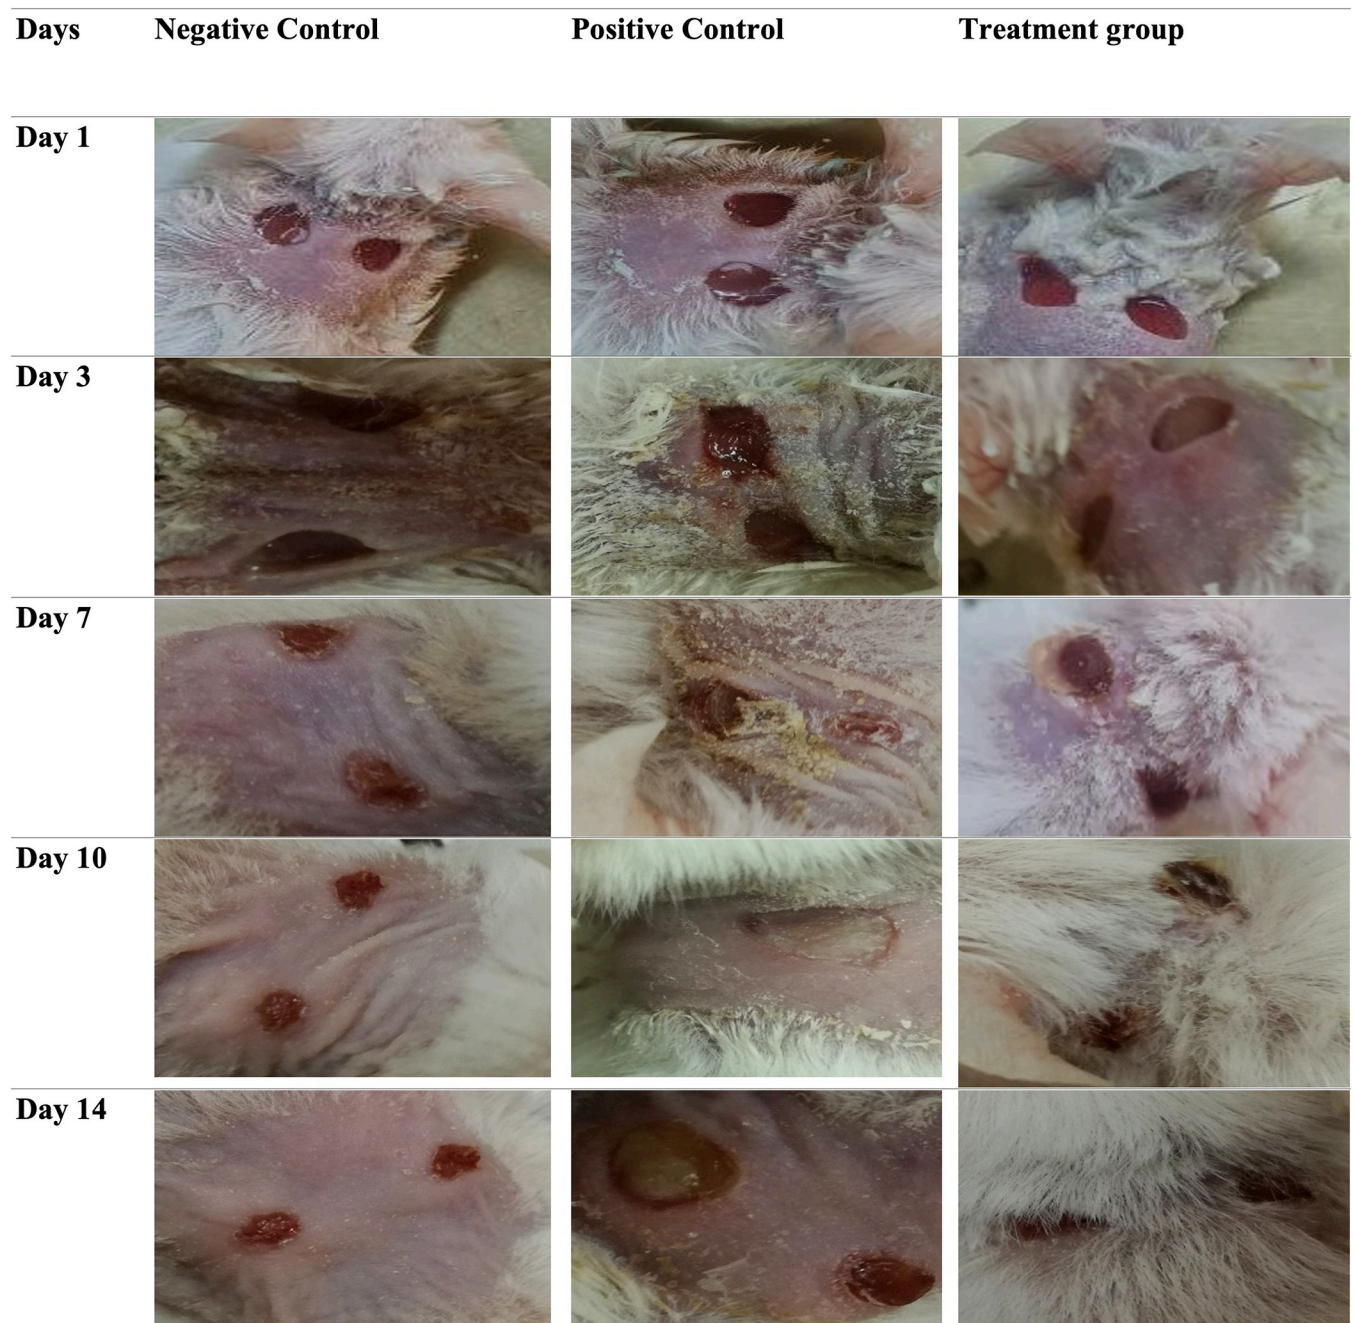 Days Negative Control Positive Control Treatment group
Day 1
Day 3
Day 7
Day 10
Day 14